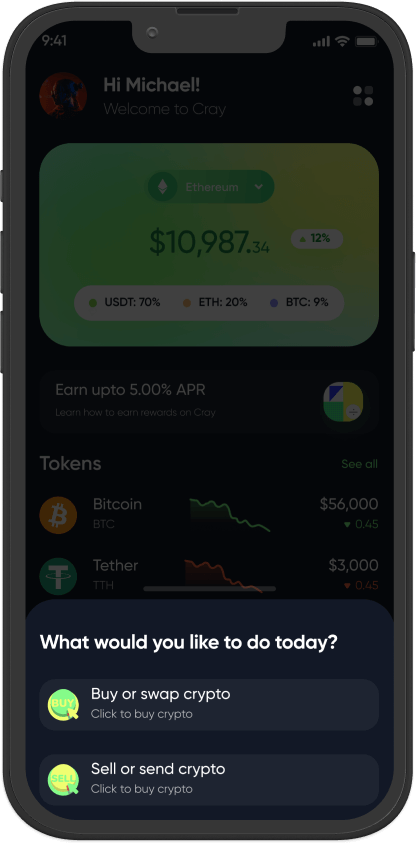 9:41
Hi Michael!
Welcome to Cray
Ethereum
$10,987.34
12%
USDT: 70% ETH: 20% BTC: 9%
Earn upto 5.00% APR
Learn how to earn rewards on Cray
Tokens See all
Bitcoin $56,000
BTC 0.45
Tether $3,000
TTH 0.45
What would you like to do today?
BUY
Buy or swap crypto
Click to buy crypto
SELL
Sell or send crypto
Click to buy crypto